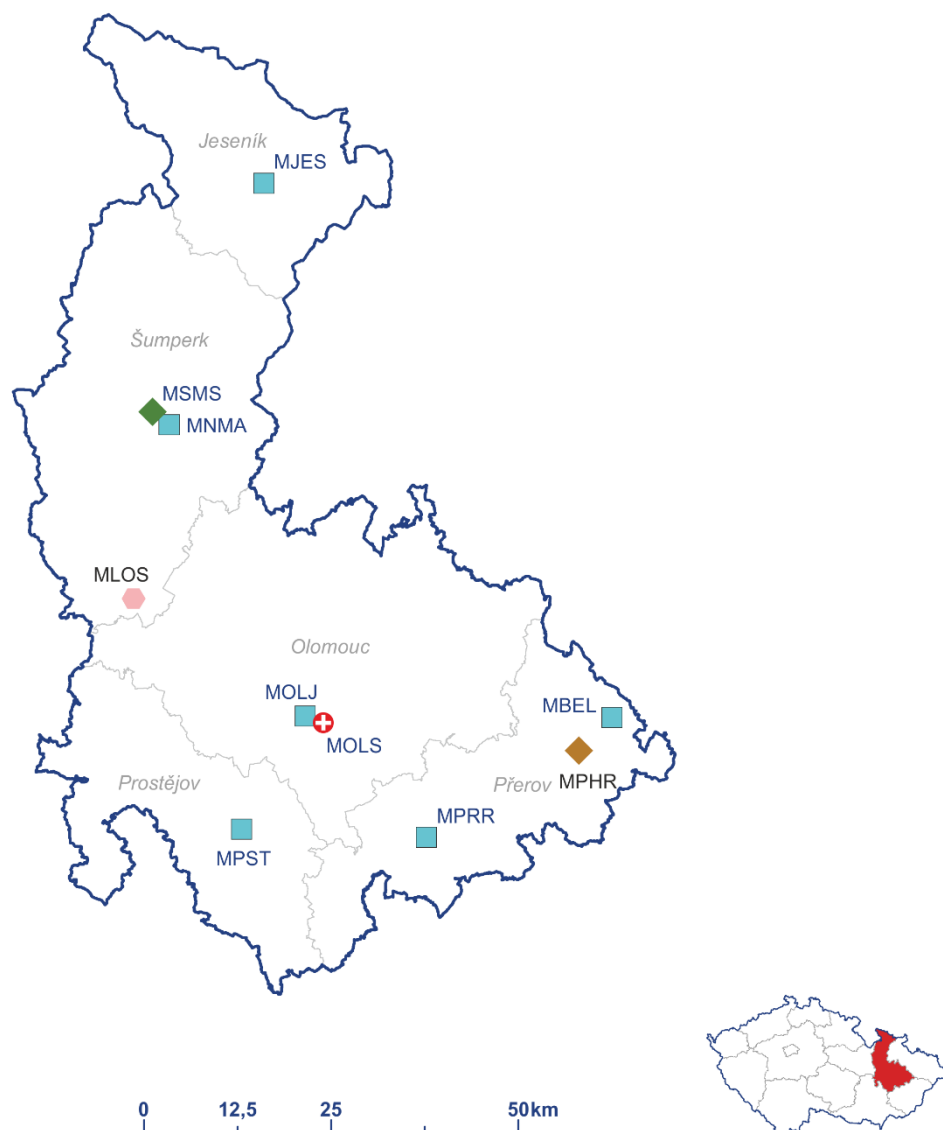 Jeseník
MJES
Šumperk
MSMS
MNMA
MLOS
Olomouc
MOLJ
MOLS
MBEL
MPHR
Prostějov
Přerov
MPRR
MPST
0 12,5 25 50km